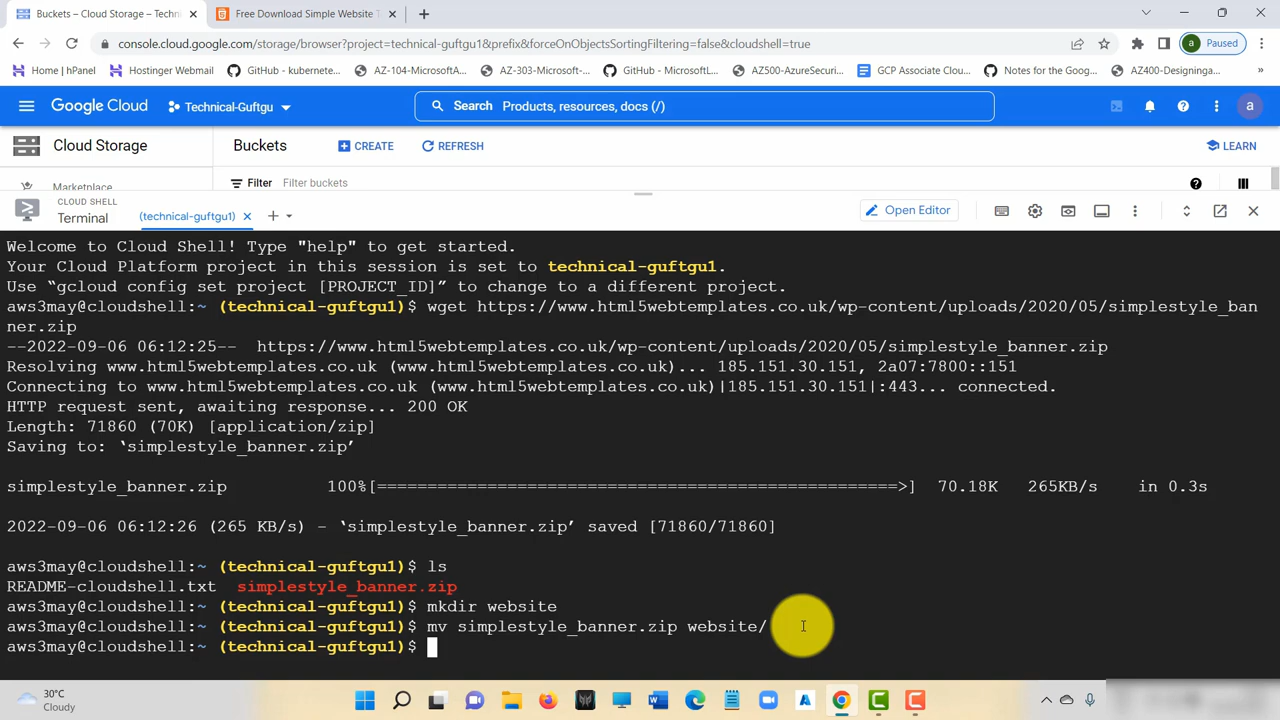 Buckets – Cloud Storage – Techni
Free Download Simple Website T
console.cloud.google.com/storage/browser?project=technical-guftgu1&prefix&forceOnObjectsSortingFiltering=false&cloudshell=true
a Paused
Home | hPanel
Hostinger Webmail
GitHub - kubernete...
AZ-104-MicrosoftA...
AZ-303-Microsoft-...
GitHub - MicrosoftL...
AZ500-AzureSecuri...
GCP Associate Clou...
Notes for the Goog...
AZ400-Designinga...
»
Google Cloud
Technical-Guftgu
Search Products, resources, docs (/)
a
Cloud Storage
Buckets
CREATE
REFRESH
LEARN
Marketplace
Filter Filter buckets
CLOUD SHELL
Terminal
(technical-guftgu1)
Open Editor
Welcome to Cloud Shell! Type "help" to get started.
Your Cloud Platform project in this session is set to technical-guftgu1.
Use “gcloud config set project [PROJECT_ID]” to change to a different project.
aws3may@cloudshell:~ (technical-guftgu1)$ wget https://www.html5webtemplates.co.uk/wp-content/uploads/2020/05/simplestyle_ban
ner.zip
--2022-09-06 06:12:25-- https://www.html5webtemplates.co.uk/wp-content/uploads/2020/05/simplestyle_banner.zip
Resolving www.html5webtemplates.co.uk (www.html5webtemplates.co.uk)... 185.151.30.151, 2a07:7800::151
Connecting to www.html5webtemplates.co.uk (www.html5webtemplates.co.uk)|185.151.30.151|:443... connected.
HTTP request sent, awaiting response... 200 OK
Length: 71860 (70K) [application/zip]
Saving to: ‘simplestyle_banner.zip’
simplestyle_banner.zip 100%[====================================================>] 70.18K 265KB/s in 0.3s
2022-09-06 06:12:26 (265 KB/s) - ‘simplestyle_banner.zip’ saved [71860/71860]
aws3may@cloudshell:~ (technical-guftgu1)$ ls
README-cloudshell.txt simplestyle_banner.zip
aws3may@cloudshell:~ (technical-guftgu1)$ mkdir website
aws3may@cloudshell:~ (technical-guftgu1)$ mv simplestyle_banner.zip website/
aws3may@cloudshell:~ (technical-guftgu1)$
30°C
Cloudy